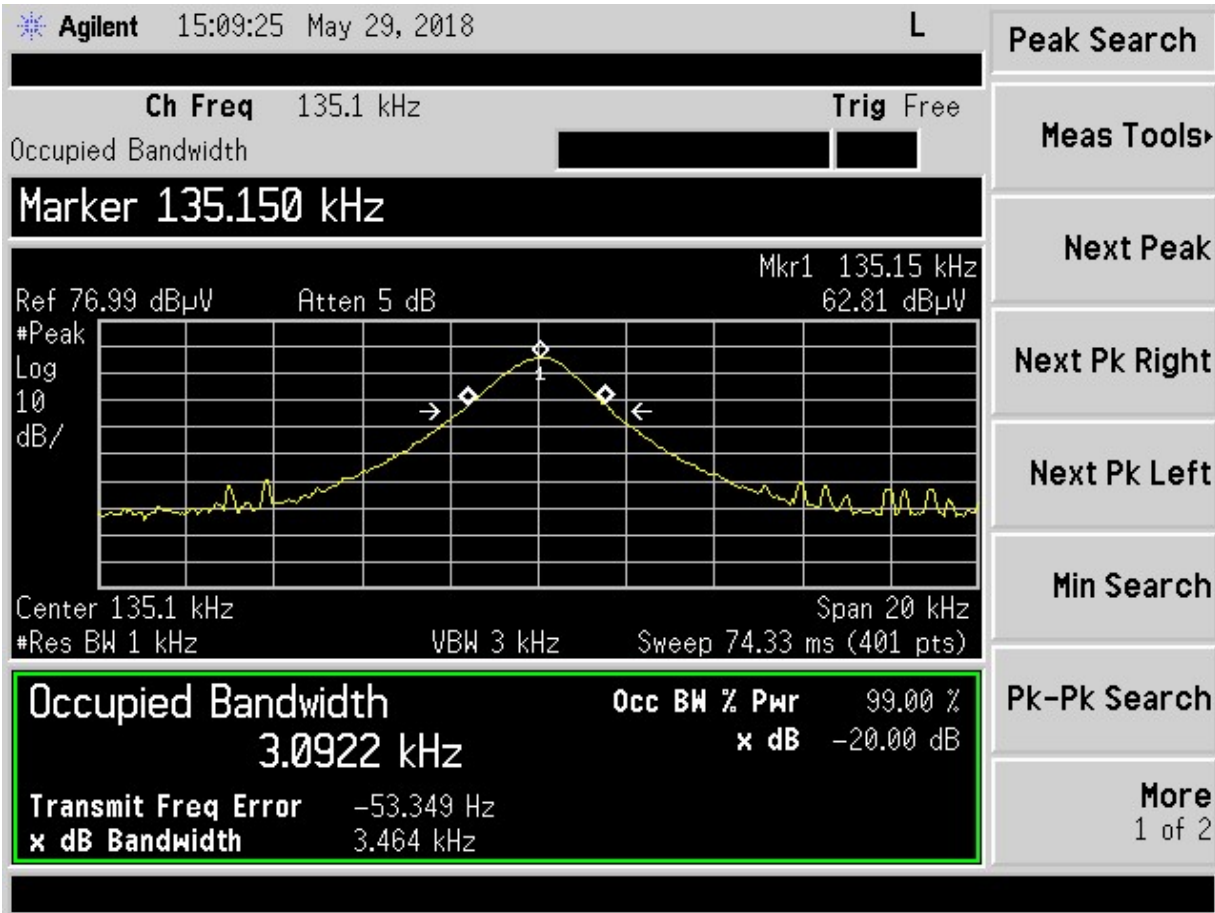 Agilent 15:09:25 May 29, 2018 L
Peak Search
Ch Freq 135.1 kHz Trig Free
Occupied Bandwidth
Meas Tools
Marker 135.150 kHz
Next Peak
Mkr1 135.15 kHz
Ref 76.99 dBµV Atten 5 dB 62.81 dBµV
#Peak
Log
10
dB/
1
Next Pk Right
Next Pk Left
Center 135.1 kHz Span 20 kHz
#Res BW 1 kHz VBW 3 kHz Sweep 74.33 ms (401 pts)
Min Search
Occupied Bandwidth Occ BW % Pwr 99.00 %
3.0922 kHz x dB -20.00 dB
Pk-Pk Search
Transmit Freq Error -53.349 Hz
x dB Bandwidth 3.464 kHz
More
1 of 2